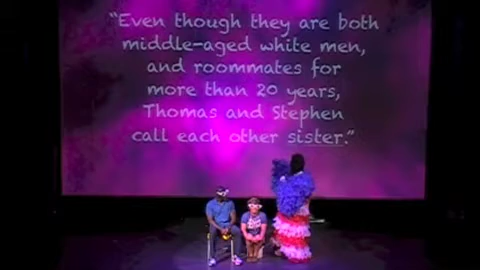 “Even though they are both
middle-aged white men,
and roommates for
more than 20 years,
Thomas and Stephen
call each other sister.”